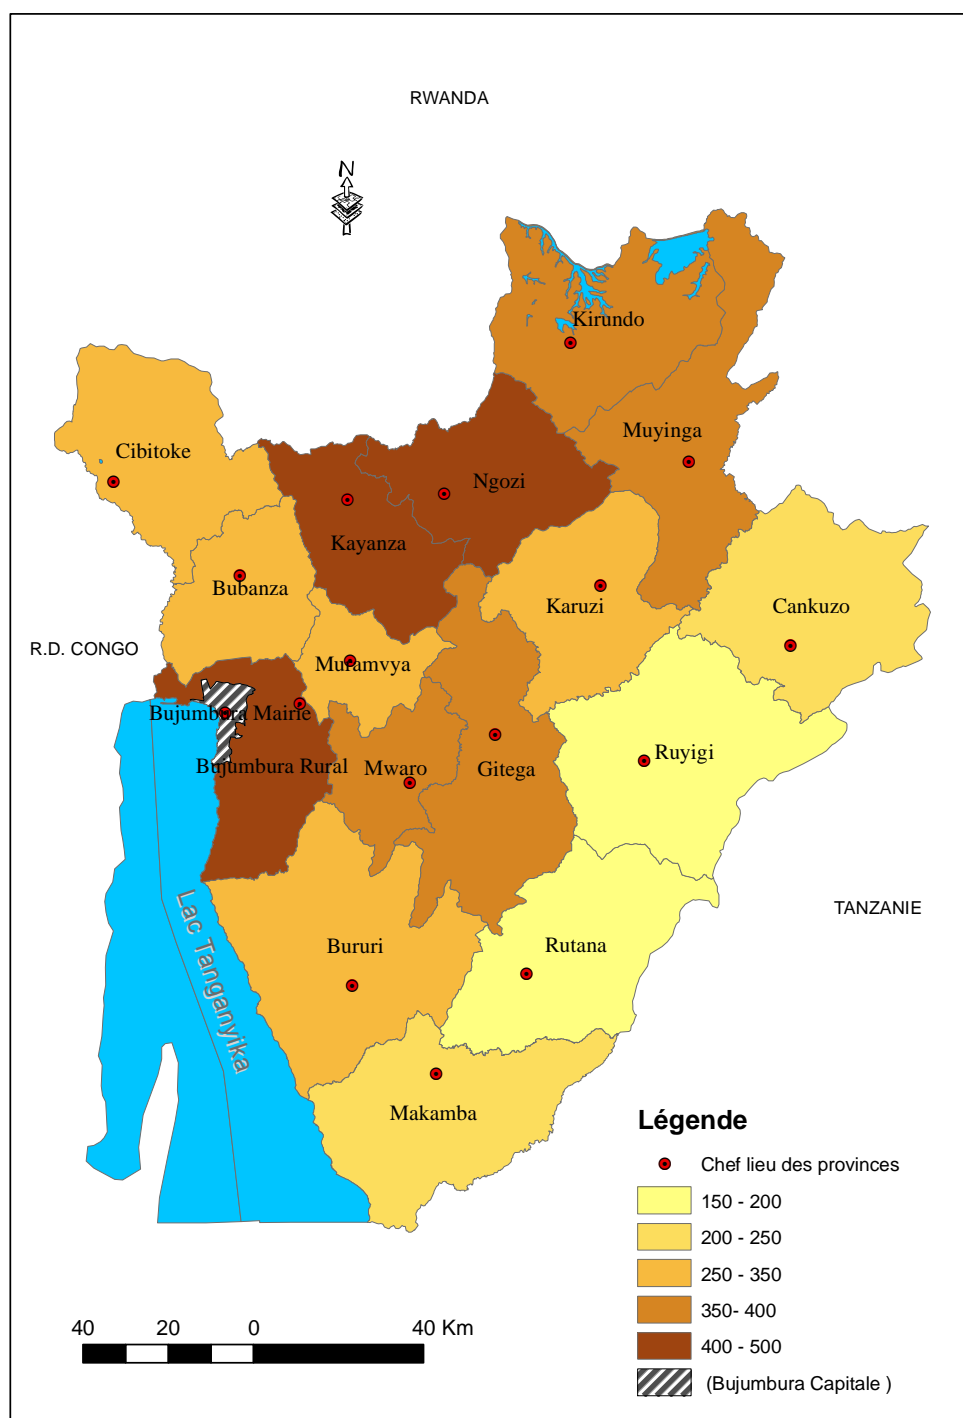 RWANDA
N
Kirundo
Muyinga
Cibitoke
Ngozi
Kayanza
Bubanza
Karuzi
Cankuzo
R.D. CONGO
Muramvya
Bujumbura Mairie
Ruyigi
Bujumbura Rural
Mwaro
Gitega
TANZANIE
Lac Tanganyika
Bururi
Rutana
Makamba
Légende
Chef lieu des provinces
150 - 200
200 - 250
250 - 350
350- 400
400 - 500
(Bujumbura Capitale )
40 20 0 40 Km